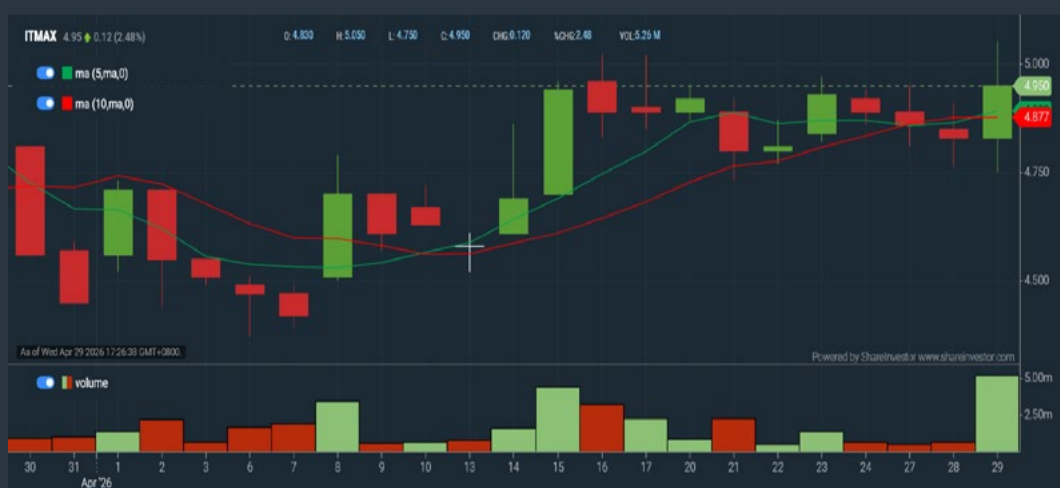 ITMAX 4.95 0.12 (2.48%) O:4.830 H:5.050 L:4.750 C:4.950 CHG:0.120 %CHG:2.48 VOL:5.25 M
ma (5,ma,0)
ma (10,ma,0)
5.000
4.950
4.877
4.750
4.500
As of Wed Apr 29 2026 17:26:38 GMT+0800.
Powered by ShareInvestor www.shareinvestor.com
volume
5.00m
2.50m
30 31 1 2 3 6 7 8 9 10 13 14 15 16 17 20 21 22 23 24 27 28 29
Apr '26